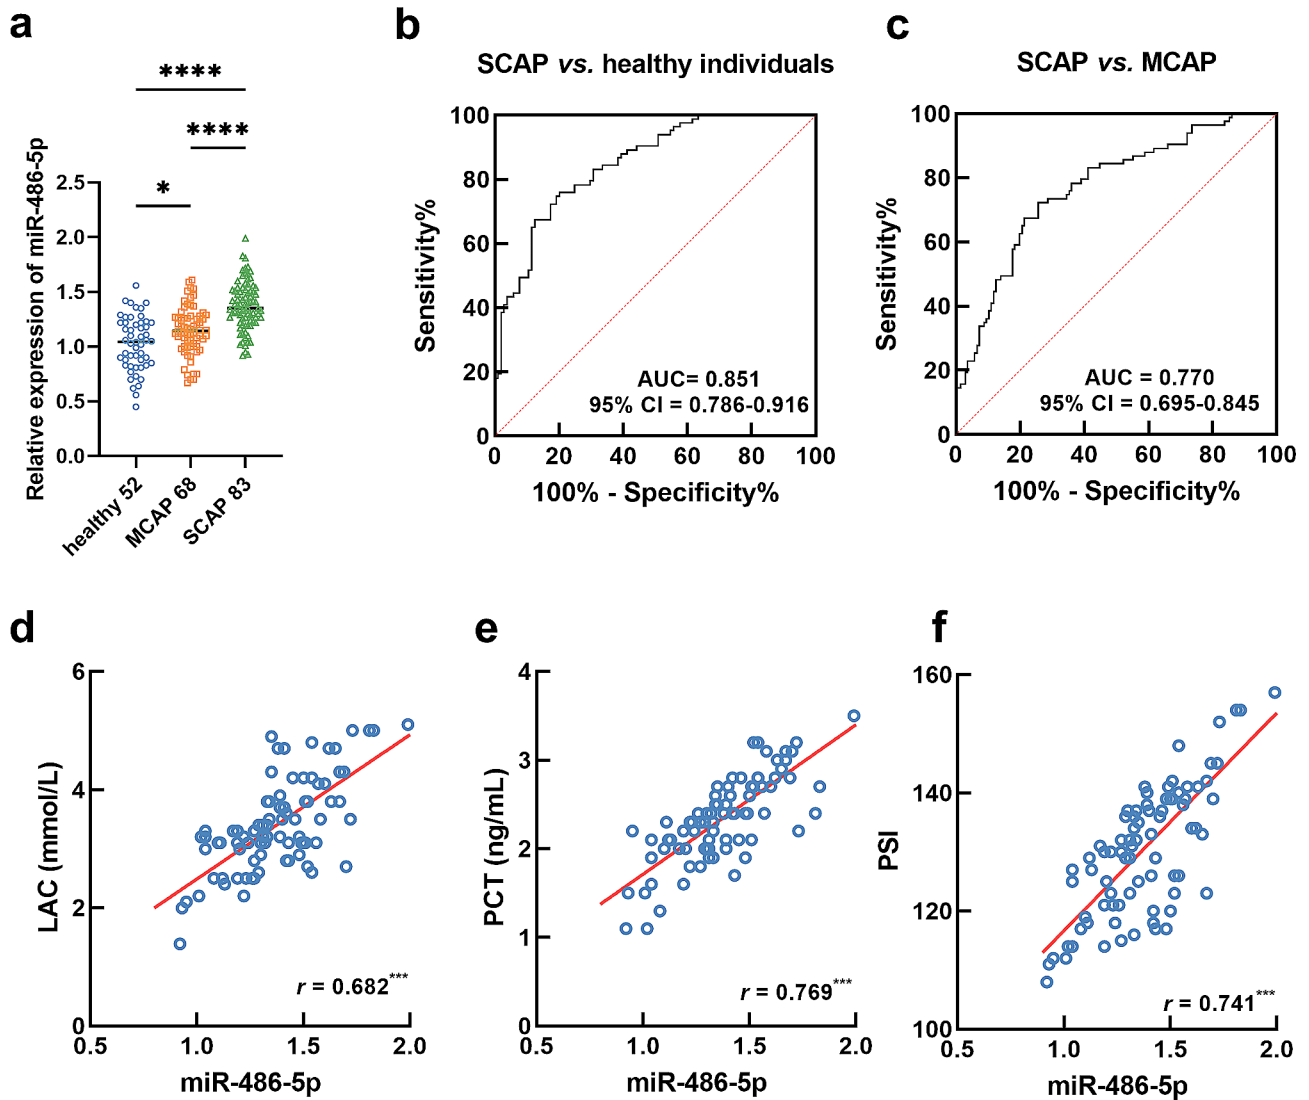 a
****
****
*
Relative expression of miR-486-5p
2.5
2.0
1.5
1.0
0.5
0.0
healthy 52
MCAP 68
SCAP 83
b
SCAP vs. healthy individuals
Sensitivity%
100
80
60
40
20
0
AUC= 0.851
95% CI = 0.786-0.916
0 20 40 60 80 100
100% - Specificity%
c
SCAP vs. MCAP
Sensitivity%
100
80
60
40
20
0
AUC = 0.770
95% CI = 0.695-0.845
0 20 40 60 80 100
100% - Specificity%
d
LAC (mmol/L)
6
4
2
0
r = 0.682***
0.5 1.0 1.5 2.0
miR-486-5p
e
PCT (ng/mL)
4
3
2
1
0
r = 0.769***
0.5 1.0 1.5 2.0
miR-486-5p
f
PSI
160
140
120
100
r = 0.741***
0.5 1.0 1.5 2.0
miR-486-5p